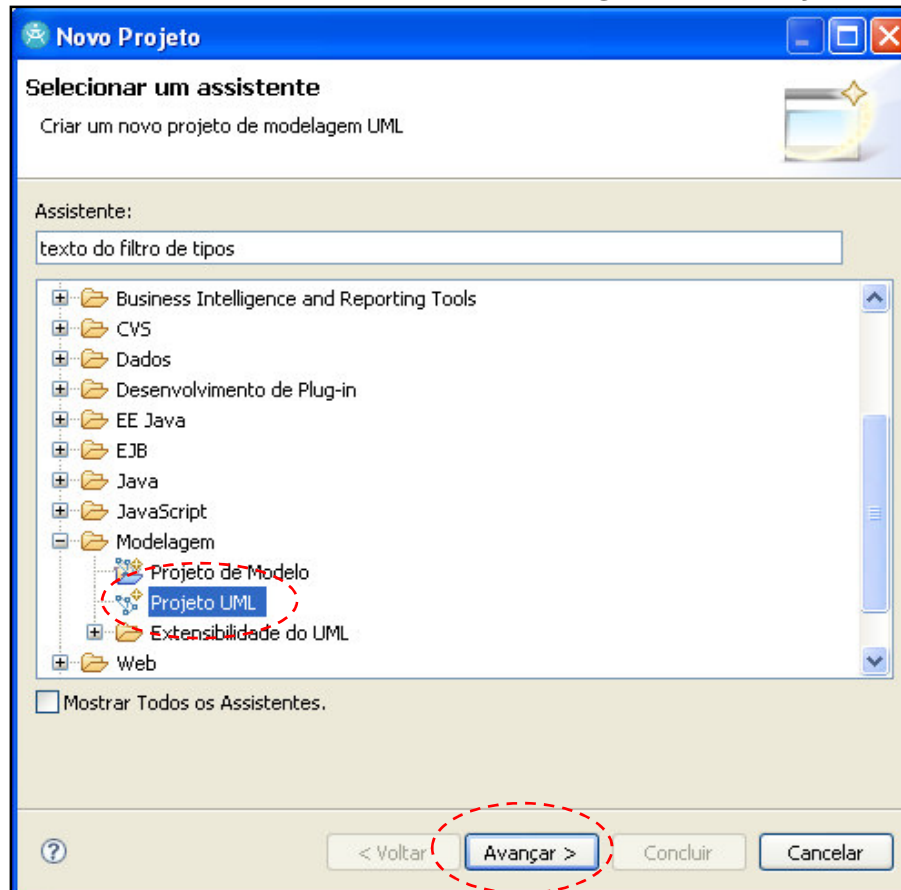 Novo Projeto
Selecionar um assistente
Criar um novo projeto de modelagem UML
Assistente:
texto do filtro de tipos
Business Intelligence and Reporting Tools
CVS
Dados
Desenvolvimento de Plug-in
EE Java
EJB
Java
JavaScript
Modelagem
Projeto de Modelo
Projeto UML
Extensibilidade do UML
Web
Mostrar Todos os Assistentes.
? < Voltar Avançar > Concluir Cancelar